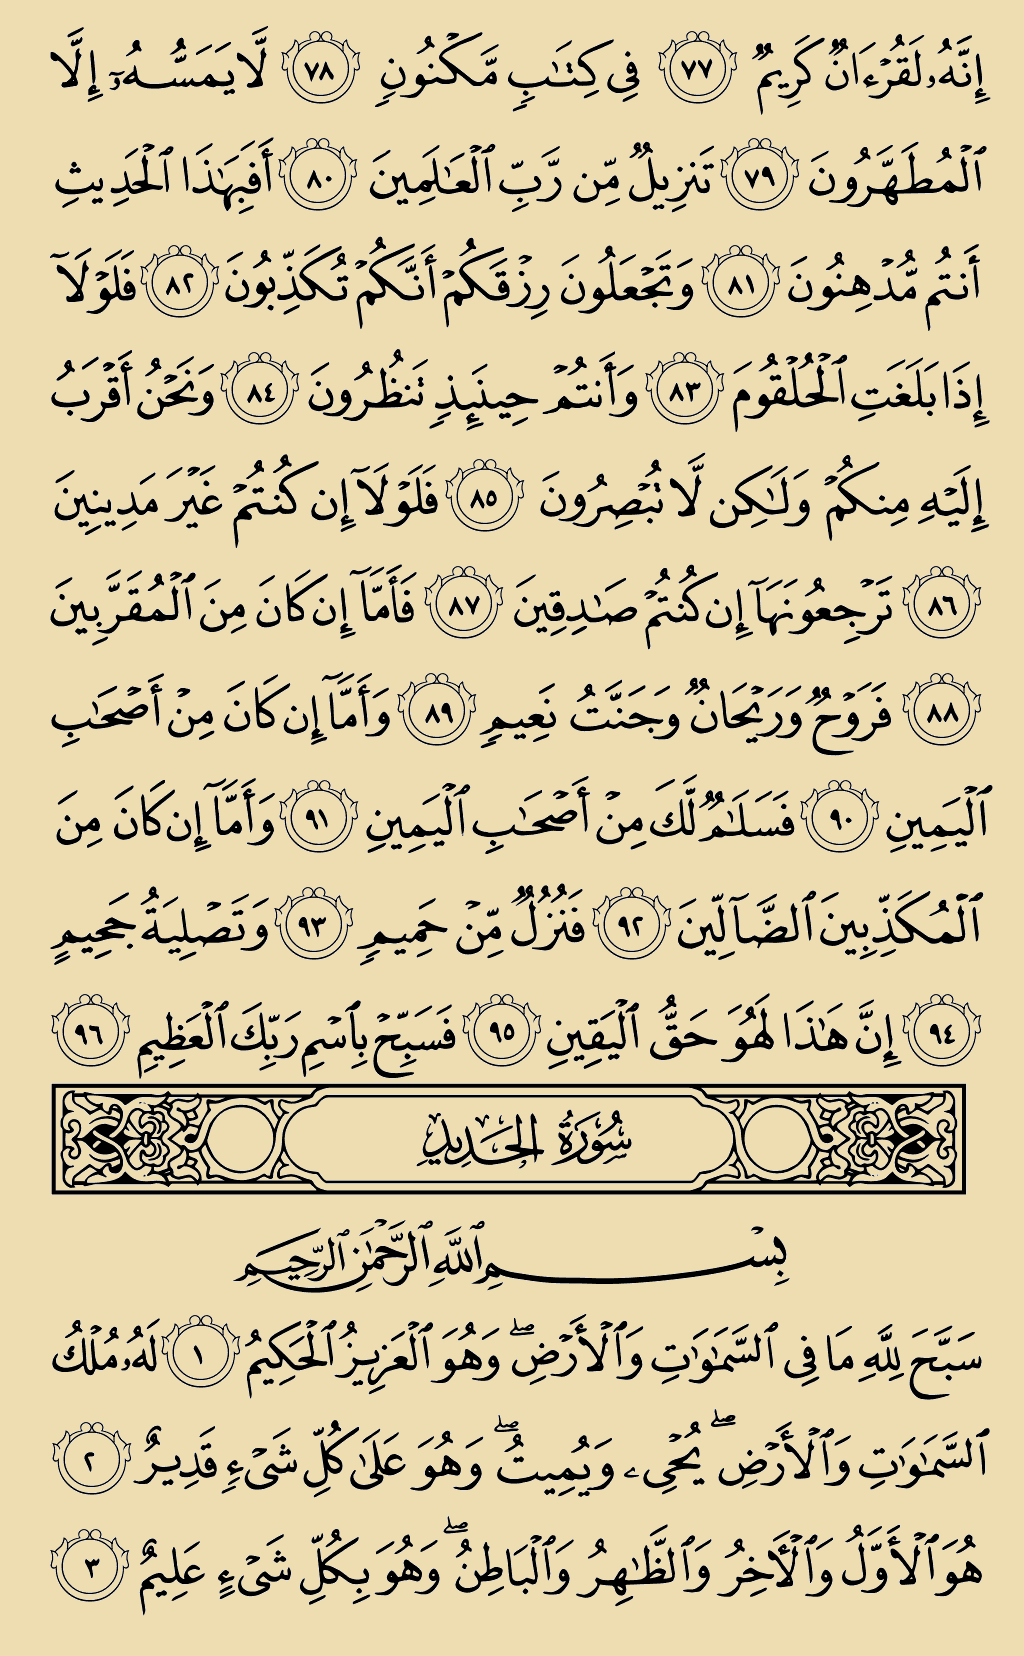 إِنَّهُۥ لَقُرْءَانٌ كَرِيمٌ ٧٧ فِى كِتَٰبٍ مَّكْنُونٍ ٧٨ لَّا يَمَسُّهُۥٓ إِلَّا
ٱلْمُطَهَّرُونَ ٧٩ تَنزِيلٌ مِّن رَّبِّ ٱلْعَٰلَمِينَ ٨٠ أَفَبِهَٰذَا ٱلْحَدِيثِ
أَنتُم مُّدْهِنُونَ ٨١ وَتَجْعَلُونَ رِزْقَكُمْ أَنَّكُمْ تُكَذِّبُونَ ٨٢ فَلَوْلَآ
إِذَا بَلَغَتِ ٱلْحُلْقُومَ ٨٣ وَأَنتُمْ حِينَئِذٍ تَنظُرُونَ ٨٤ وَنَحْنُ أَقْرَبُ
إِلَيْهِ مِنكُمْ وَلَٰكِن لَّا تُبْصِرُونَ ٨٥ فَلَوْلَآ إِن كُنتُمْ غَيْرَ مَدِينِينَ
٨٦ تَرْجِعُونَهَآ إِن كُنتُمْ صَٰدِقِينَ ٨٧ فَأَمَّآ إِن كَانَ مِنَ ٱلْمُقَرَّبِينَ
٨٨ فَرَوْحٌ وَرَيْحَانٌ وَجَنَّتُ نَعِيمٍ ٨٩ وَأَمَّآ إِن كَانَ مِنْ أَصْحَٰبِ
ٱلْيَمِينِ ٩٠ فَسَلَٰمٌ لَّكَ مِنْ أَصْحَٰبِ ٱلْيَمِينِ ٩١ وَأَمَّآ إِن كَانَ مِنَ
ٱلْمُكَذِّبِينَ ٱلضَّآلِّينَ ٩٢ فَنُزُلٌ مِّنْ حَمِيمٍ ٩٣ وَتَصْلِيَةُ جَحِيمٍ
٩٤ إِنَّ هَٰذَا لَهُوَ حَقُّ ٱلْيَقِينِ ٩٥ فَسَبِّحْ بِٱسْمِ رَبِّكَ ٱلْعَظِيمِ ٩٦
سُورَةُ الحَدِيدِ
بِسْمِ ٱللَّهِ ٱلرَّحْمَٰنِ ٱلرَّحِيمِ
سَبَّحَ لِلَّهِ مَا فِى ٱلسَّمَٰوَٰتِ وَٱلْأَرْضِ ۖ وَهُوَ ٱلْعَزِيزُ ٱلْحَكِيمُ ١ لَهُۥ مُلْكُ
ٱلسَّمَٰوَٰتِ وَٱلْأَرْضِ ۖ يُحْىِۦ وَيُمِيتُ ۖ وَهُوَ عَلَىٰ كُلِّ شَىْءٍ قَدِيرٌ ٢
هُوَ ٱلْأَوَّلُ وَٱلْءَاخِرُ وَٱلظَّٰهِرُ وَٱلْبَاطِنُ ۖ وَهُوَ بِكُلِّ شَىْءٍ عَلِيمٌ ٣